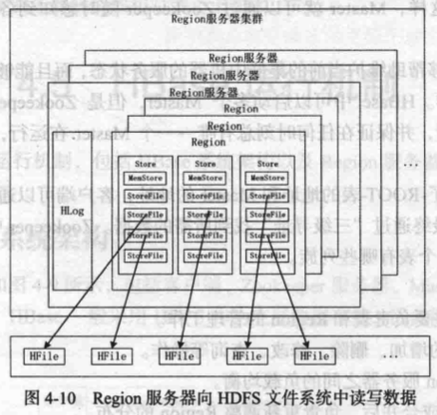 Region服务器集群
Region服务器
Region服务器
Region服务器
Region
Region
Region
Store Store Store ...
MemStore MemStore MemStore
StoreFile StoreFile StoreFile
HLog
StoreFile StoreFile StoreFile
StoreFile StoreFile StoreFile
StoreFile StoreFile StoreFile
HFile HFile HFile HFile HFile ...
图 4-10 Region 服务器向 HDFS 文件系统中读写数据